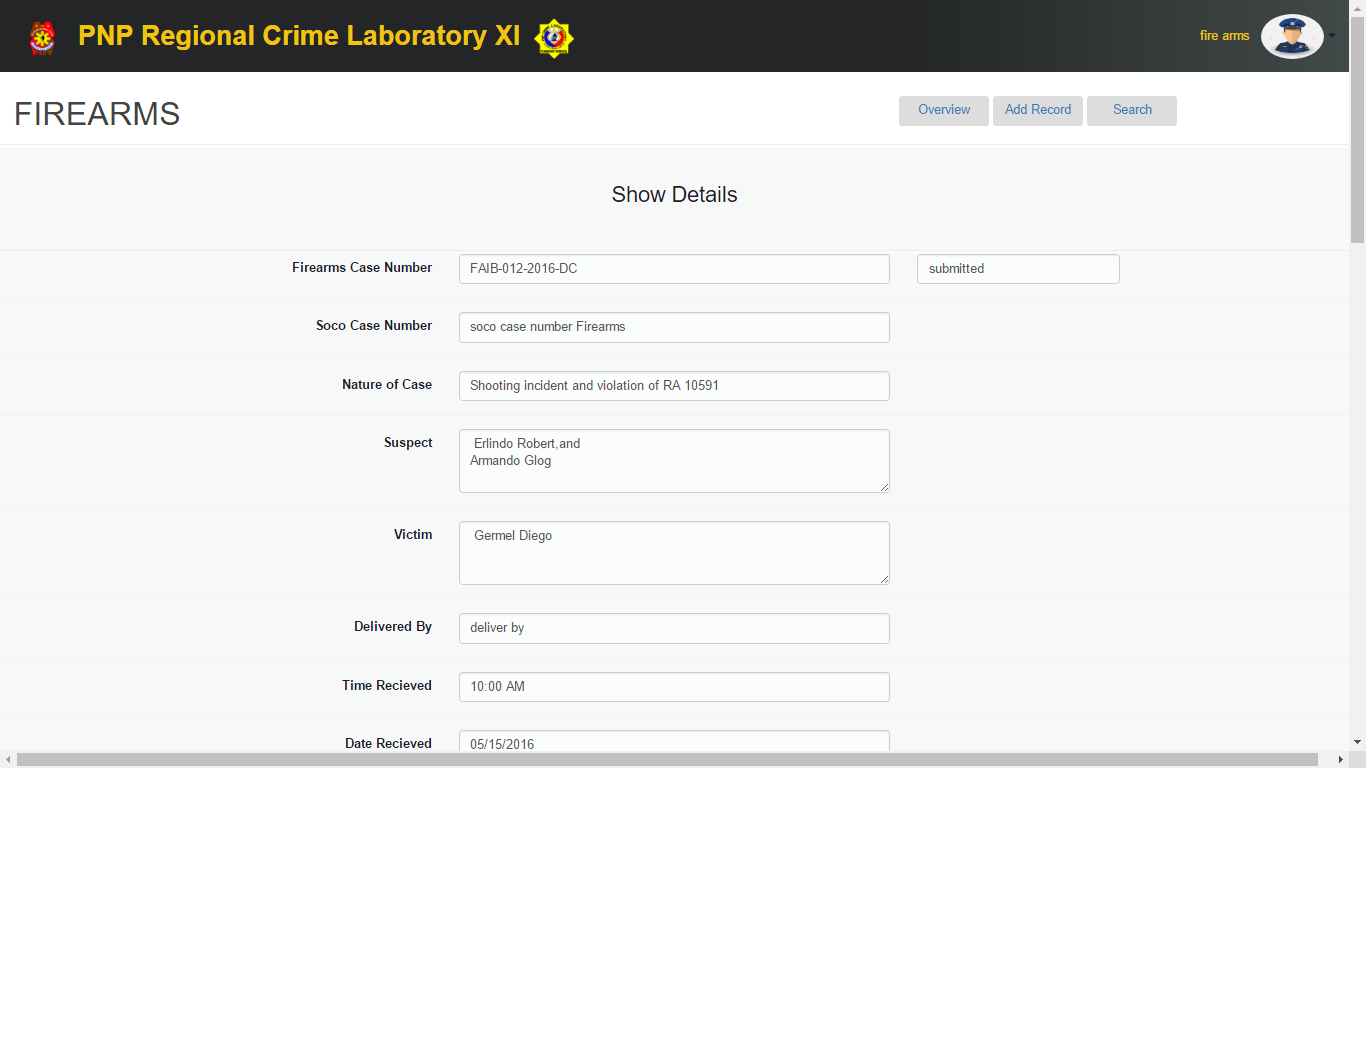 PNP Regional Crime Laboratory XI
fire arms
FIREARMS
Overview
Add Record
Search
Show Details
Firearms Case Number
FAIB-012-2016-DC
submitted
Soco Case Number
soco case number Firearms
Nature of Case
Shooting incident and violation of RA 10591
Suspect
Erlindo Robert,and
Armando Glog
Victim
Germel Diego
Delivered By
deliver by
Time Recieved
10:00 AM
Date Recieved
05/15/2016